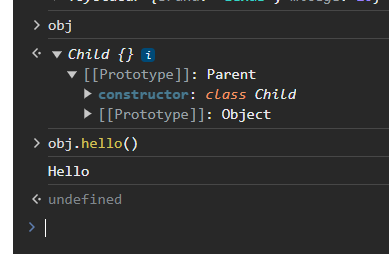 obj
Child {} i
[[Prototype]]: Parent
constructor: class Child
[[Prototype]]: Object
obj.hello()
Hello
undefined